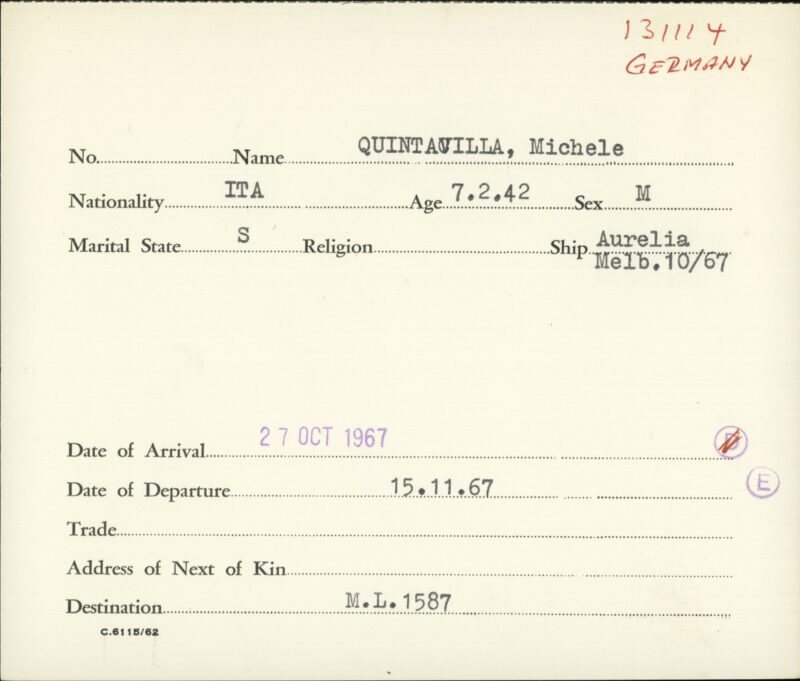 131114
GERMANY
No. Name QUINTAVILLA, Michele
Nationality ITA Age 7.2.42 Sex M
Marital State S Religion Ship Aurelia
Melb.10/67
Date of Arrival 27 OCT 1967 D
Date of Departure 15.11.67 E
Trade
Address of Next of Kin
Destination M.L.1587
C.6115/62